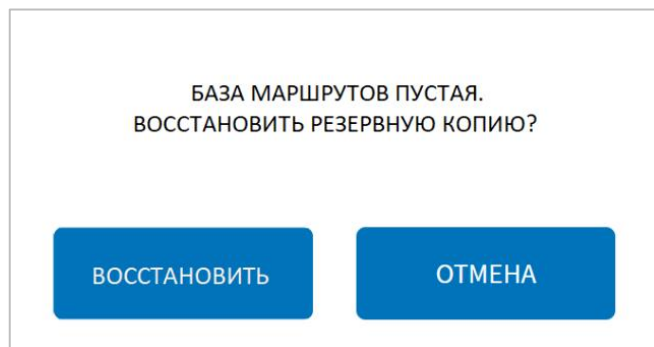 БАЗА МАРШРУТОВ ПУСТАЯ.
ВОССТАНОВИТЬ РЕЗЕРВНУЮ КОПИЮ?
ВОССТАНОВИТЬ
ОТМЕНА